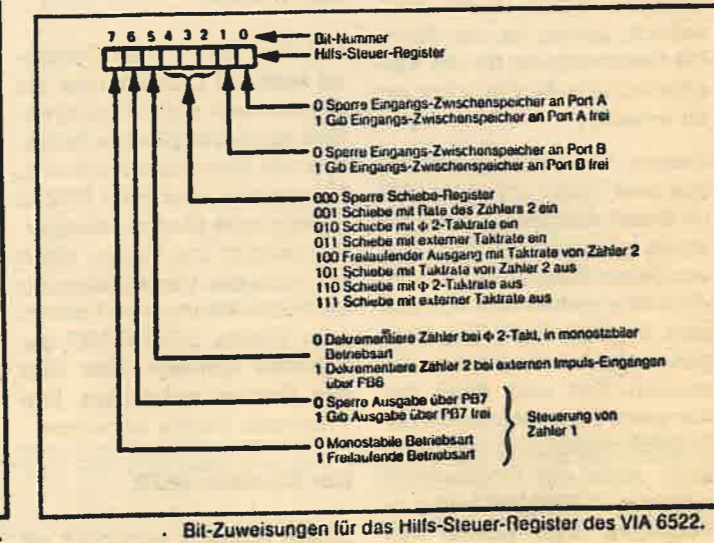 7 6 5 4 3 2 1 0
Bit-Nummer
Hilfs-Steuer-Register
0 Sperre Eingangs-Zwischenspeicher an Port A
1 Gib Eingangs-Zwischenspeicher an Port A frei
0 Sperre Eingangs-Zwischenspeicher an Port B
1 Gib Eingangs-Zwischenspeicher an Port B frei
000 Sperre Schiebe-Register
001 Schiebe mit Rate des Zählers 2 ein
010 Schiebe mit Φ 2-Taktrate ein
011 Schiebe mit externer Taktrate ein
100 Freilaufender Ausgang mit Taktrate von Zähler 2
101 Schiebe mit Taktrate von Zähler 2 aus
110 Schiebe mit Φ 2-Taktrate aus
111 Schiebe mit externer Taktrate aus
0 Dekrementiere Zähler bei Φ 2-Takt, in monostabiler
Betriebsart
1 Dekrementiere Zähler 2 bei externen Impuls-Eingängen
über PB6
0 Sperre Ausgabe über PB7
1 Gib Ausgabe über PB7 frei
Steuerung von
Zähler 1
0 Monostabile Betriebsart
1 Freilaufende Betriebsart
Bit-Zuweisungen für das Hilfs-Steuer-Register des VIA 6522.